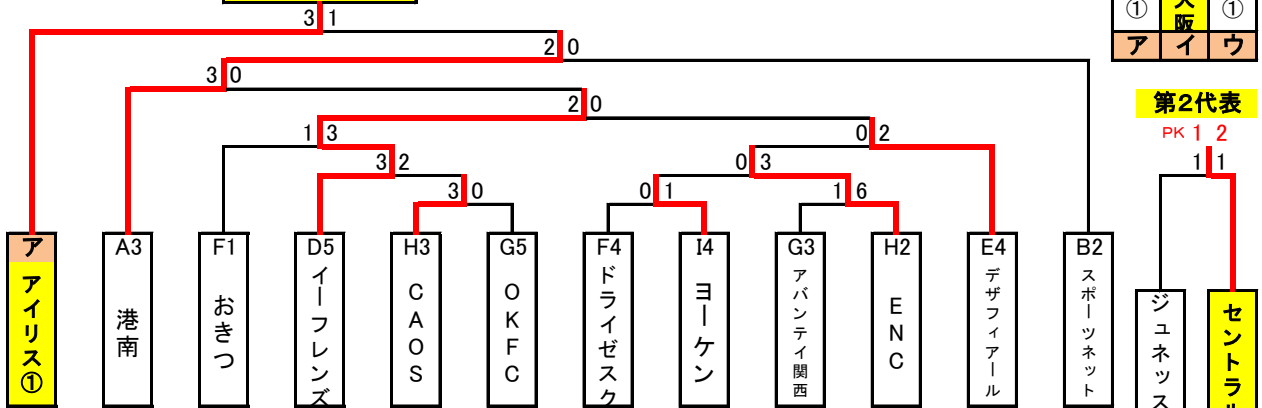 3 1
2 0
3 0
2 0
1 3
0 2
3 2
0 3
3 0
0 1
1 6
① 大阪 ①
ア イ ウ
第2代表
PK 1 2
1 1
ア
アイリス①
A3
港南
F1
おきつ
D5
イーフレンズ
H3
CAOS
G5
OKFC
F4
ドライゼスク
I4
ヨーケン
G3
アバンテイ関西
H2
ENC
E4
デザフィアール
B2
スポーツネット
ジュネッス
セントラル